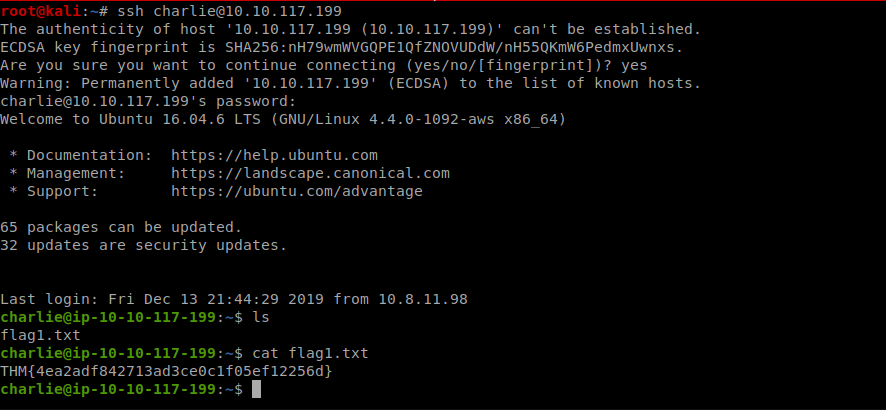 root@kali:~# ssh charlie@10.10.117.199
The authenticity of host '10.10.117.199 (10.10.117.199)' can't be established.
ECDSA key fingerprint is SHA256:nH79wmWVGQPE1QfZNOVUDdW/nH55QKmW6PedmxUwnxs.
Are you sure you want to continue connecting (yes/no/[fingerprint])? yes
Warning: Permanently added '10.10.117.199' (ECDSA) to the list of known hosts.
charlie@10.10.117.199's password:
Welcome to Ubuntu 16.04.6 LTS (GNU/Linux 4.4.0-1092-aws x86_64)
* Documentation:  https://help.ubuntu.com
* Management:     https://landscape.canonical.com
* Support:        https://ubuntu.com/advantage
65 packages can be updated.
32 updates are security updates.
Last login: Fri Dec 13 21:44:29 2019 from 10.8.11.98
charlie@ip-10-10-117-199:~$ ls
flag1.txt
charlie@ip-10-10-117-199:~$ cat flag1.txt
THM{4ea2adf842713ad3ce0c1f05ef12256d}
charlie@ip-10-10-117-199:~$